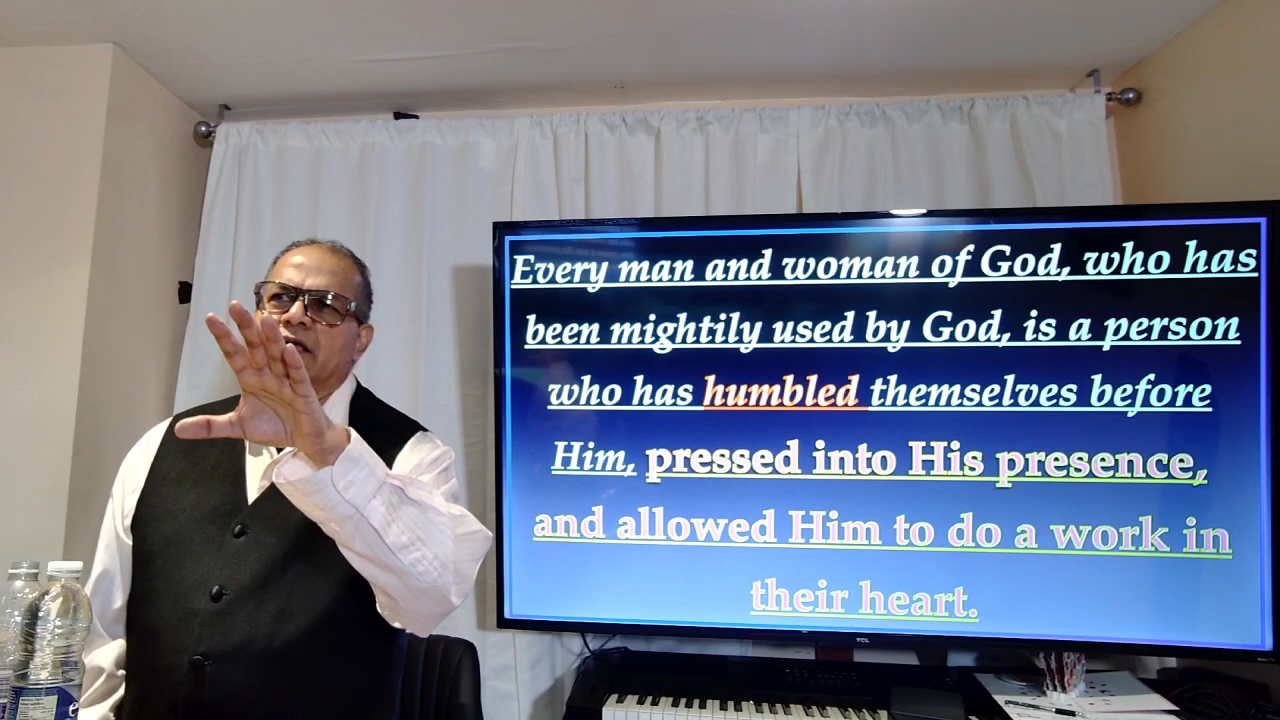 Every man and woman of God, who has
been mightily used by God, is a person
who has humbled themselves before
Him, pressed into His presence,
and allowed Him to do a work in
their heart.
TCL